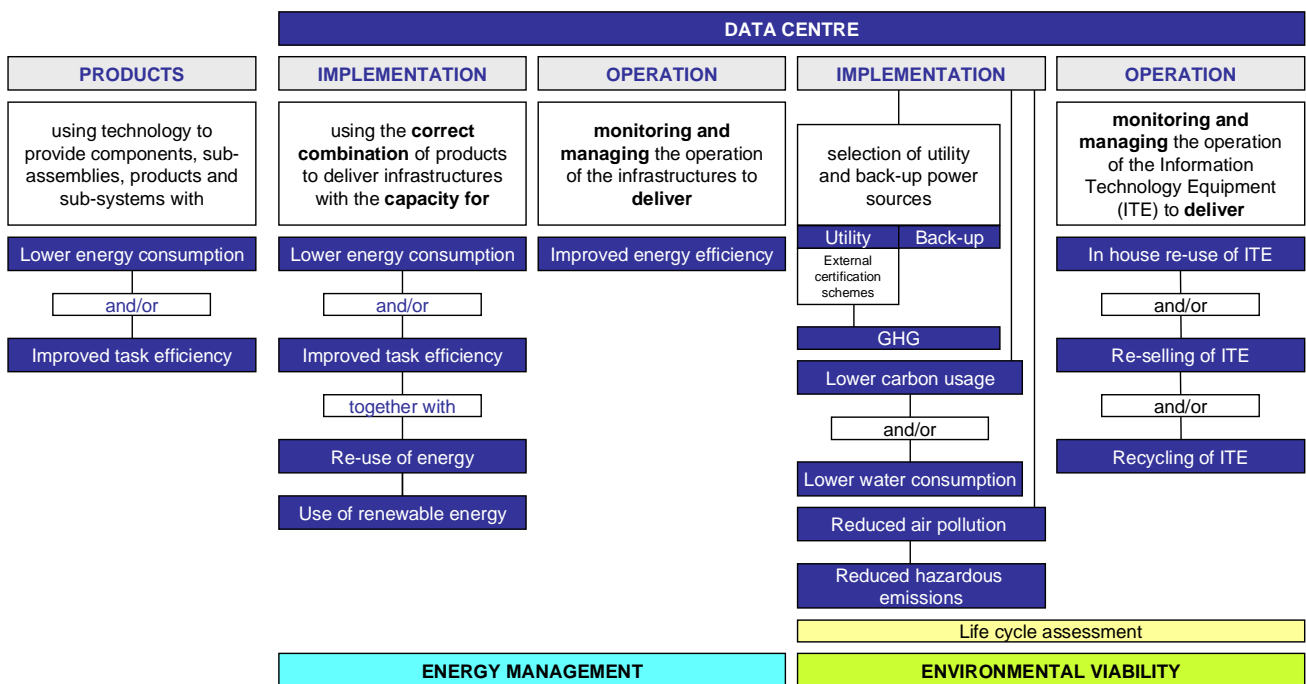 DATA CENTRE
PRODUCTS
using technology to
provide components, sub-
assemblies, products and
sub-systems with
Lower energy consumption
and/or
Improved task efficiency
IMPLEMENTATION
using the correct
combination of products
to deliver infrastructures
with the capacity for
Lower energy consumption
and/or
Improved task efficiency
together with
Re-use of energy
Use of renewable energy
OPERATION
monitoring and
managing the operation
of the infrastructures to
deliver
Improved energy efficiency
IMPLEMENTATION
selection of utility
and back-up power
sources
Utility
Back-up
External
certification
schemes
GHG
Lower carbon usage
and/or
Lower water consumption
Reduced air pollution
Reduced hazardous
emissions
OPERATION
monitoring and
managing the operation
of the Information
Technology Equipment
(ITE) to deliver
In house re-use of ITE
and/or
Re-selling of ITE
and/or
Recycling of ITE
Life cycle assessment
ENERGY MANAGEMENT
ENVIRONMENTAL VIABILITY